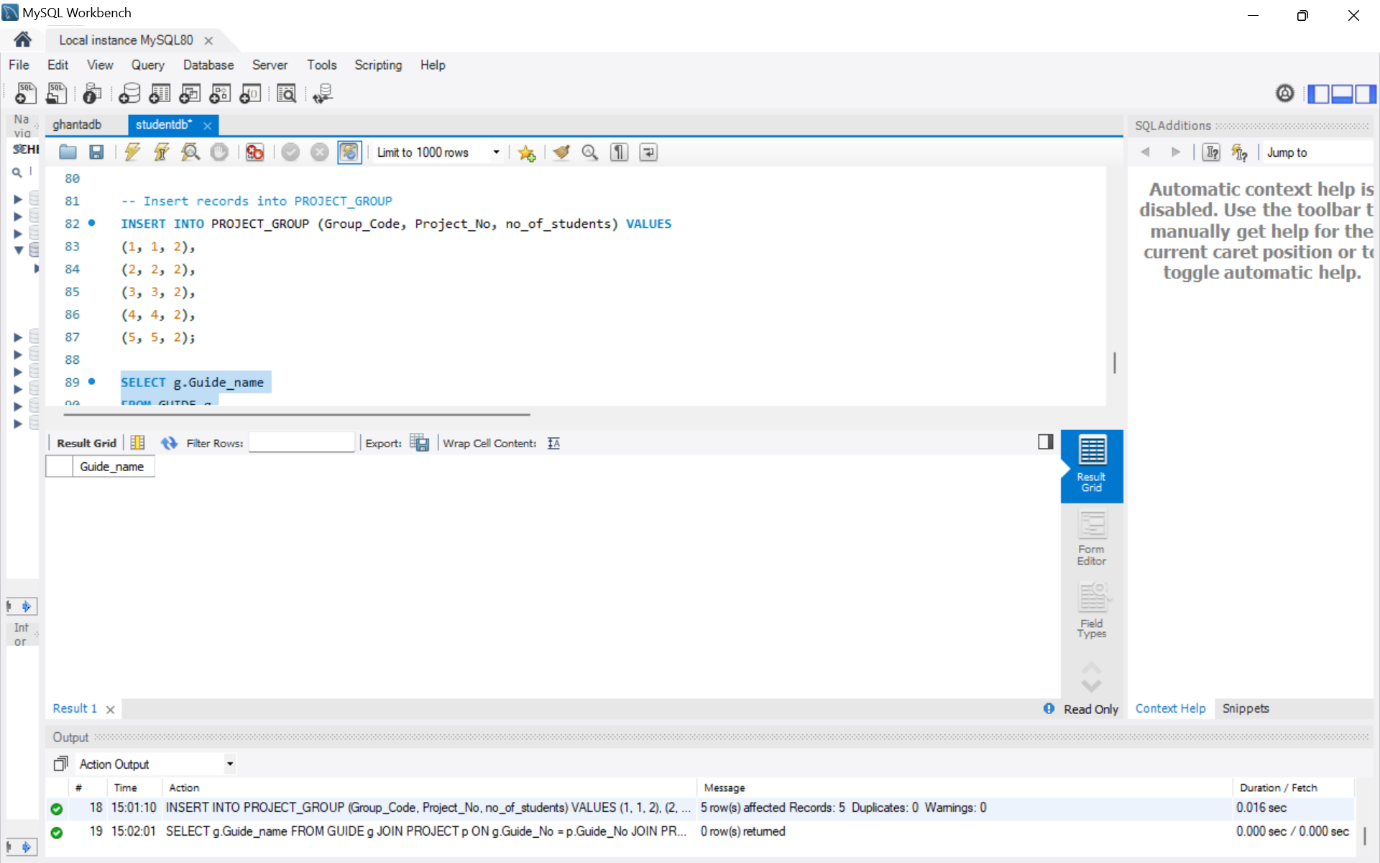 MySQL Workbench
Local instance MySQL80
File Edit View Query Database Server Tools Scripting Help
Na
vig
SCHE
ghantadb studentdb*
SQLAdditions
Limit to 1000 rows
Jump to
80
81 -- Insert records into PROJECT_GROUP
82 INSERT INTO PROJECT_GROUP (Group_Code, Project_No, no_of_students) VALUES
83 (1, 1, 2),
84 (2, 2, 2),
85 (3, 3, 2),
86 (4, 4, 2),
87 (5, 5, 2);
88
89 SELECT g.Guide_name
90 FROM GUIDE g
Automatic context help is
disabled. Use the toolbar t
manually get help for the
current caret position or to
toggle automatic help.
Result Grid Filter Rows: Export: Wrap Cell Content:
Guide_name
Result
Grid
Form
Editor
Field
Types
Int
or
Result 1
Read Only
Context Help Snippets
Output
Action Output
# Time Action Message Duration / Fetch
18 15:01:10 INSERT INTO PROJECT_GROUP (Group_Code, Project_No, no_of_students) VALUES (1, 1, 2), (2, ... 5 row(s) affected Records: 5 Duplicates: 0 Warnings: 0 0.016 sec
19 15:02:01 SELECT g.Guide_name FROM GUIDE g JOIN PROJECT p ON g.Guide_No = p.Guide_No JOIN PR... 0 row(s) returned 0.000 sec / 0.000 sec